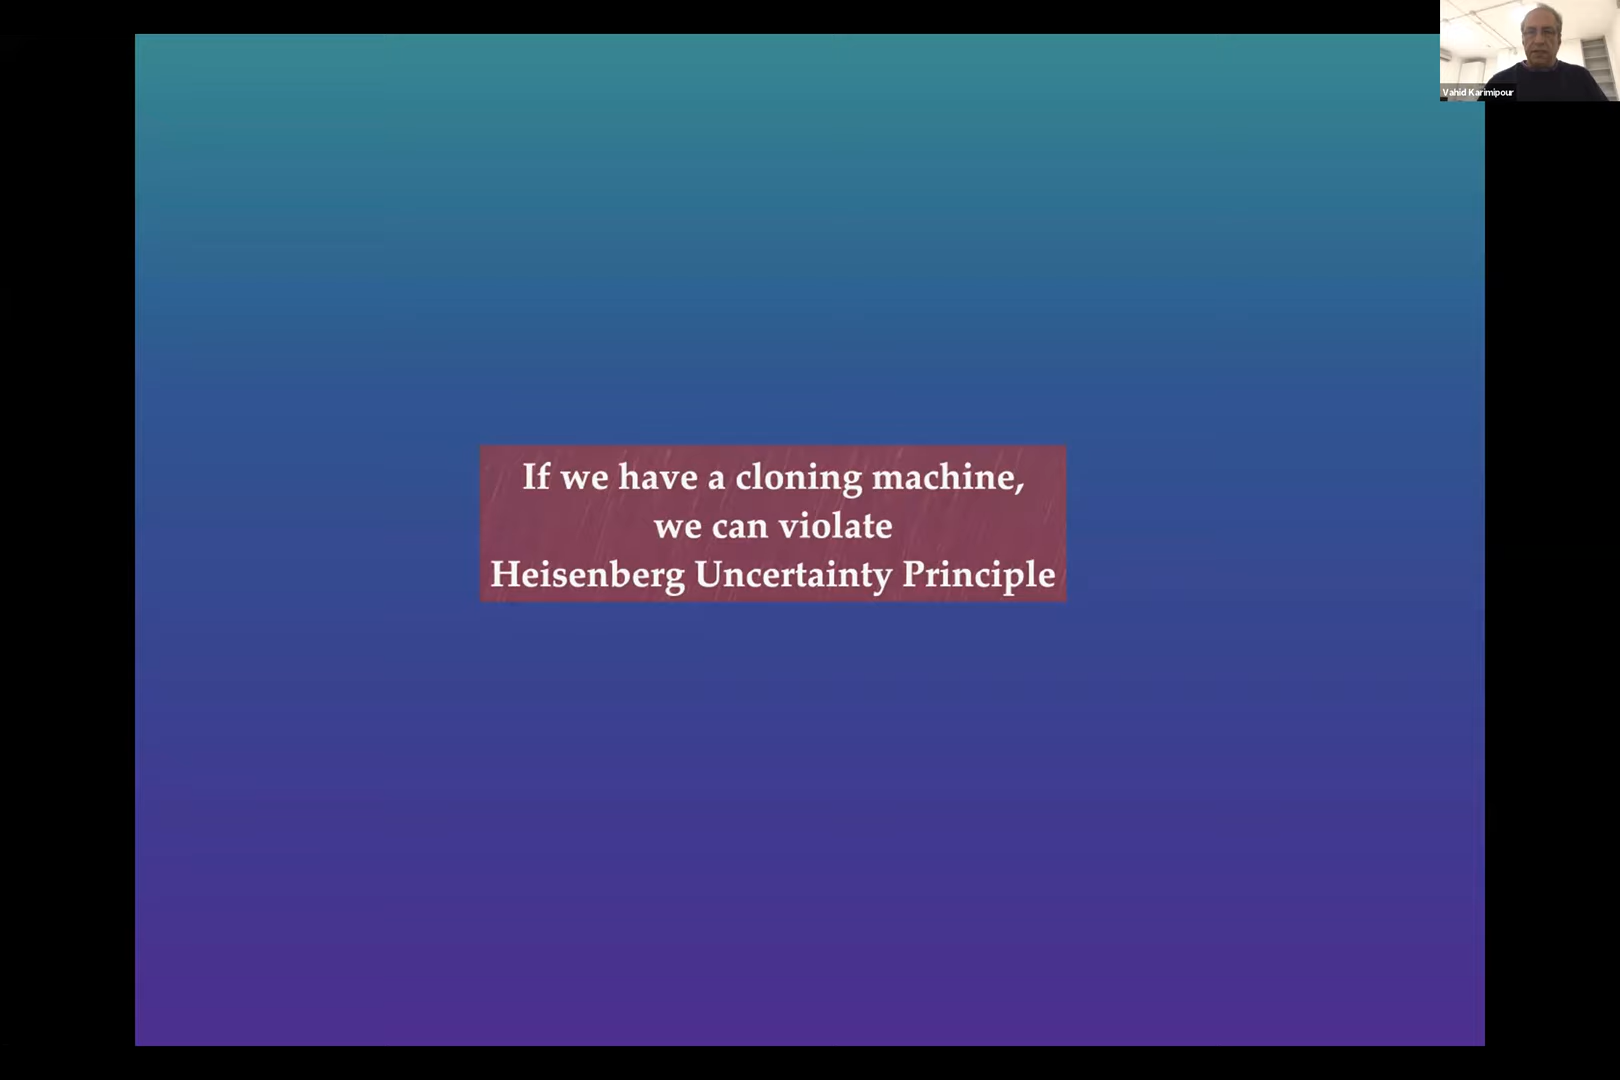 Vahid Karimipour
If we have a cloning machine,
we can violate
Heisenberg Uncertainty Principle